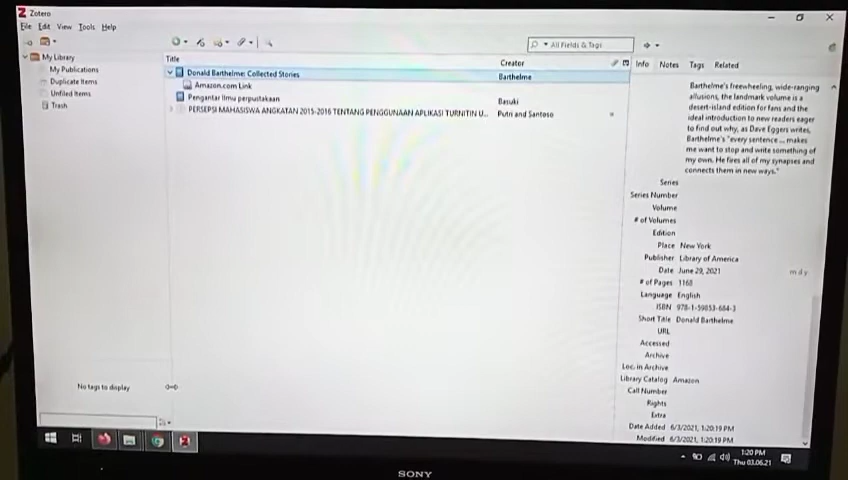 Zotero
File Edit View Tools Help
All Fields & Tags
My Library
My Publications
Duplicate Items
Unfiled Items
Trash
No tags to display
Title Creator
Donald Barthelme: Collected Stories Barthelme
Amazon.com Link
Pengantar ilmu perpustakaan Basuki
PERSEPSI MAHASISWA ANGKATAN 2015-2016 TENTANG PENGGUNAAN APLIKASI TURNITIN U... Putri and Santoso
Info Notes Tags Related
Barthelme's freewheeling, wide-ranging
allusions, the landmark volume is a
desert-island edition for fans and the
ideal introduction to new readers eager
to find out why, as Dave Eggers writes,
Barthelme's "every sentence ... makes
me want to stop and write something of
my own. He fires all of my synapses and
connects them in new ways."
Series
Series Number
Volume
# of Volumes
Edition
Place New York
Publisher Library of America
Date June 29, 2021 m d y
# of Pages 1168
Language English
ISBN 978-1-59853-684-3
Short Title Donald Barthelme
URL
Accessed
Archive
Loc. in Archive
Library Catalog Amazon
Call Number
Rights
Extra
Date Added 6/3/2021, 1:20:19 PM
Modified 6/3/2021, 1:20:19 PM
1:20 PM
Thu 03.06.21
SONY